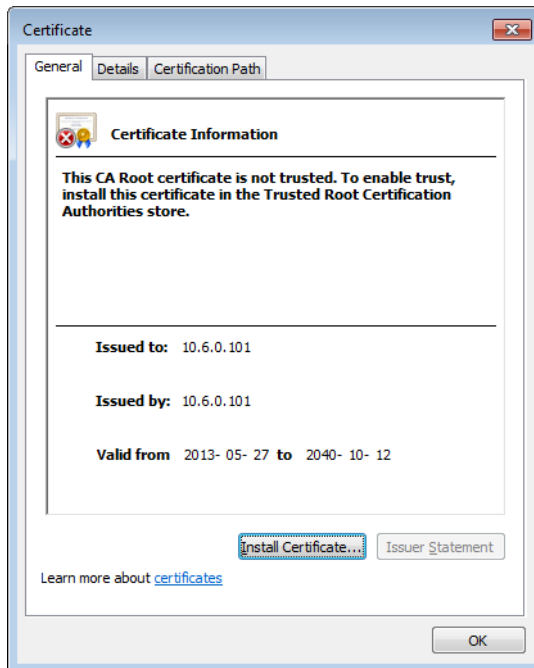 Certificate
General Details Certification Path
Certificate Information
This CA Root certificate is not trusted. To enable trust,
install this certificate in the Trusted Root Certification
Authorities store.
Issued to: 10.6.0.101
Issued by: 10.6.0.101
Valid from 2013- 05- 27 to 2040- 10- 12
Install Certificate... Issuer Statement
Learn more about certificates
OK